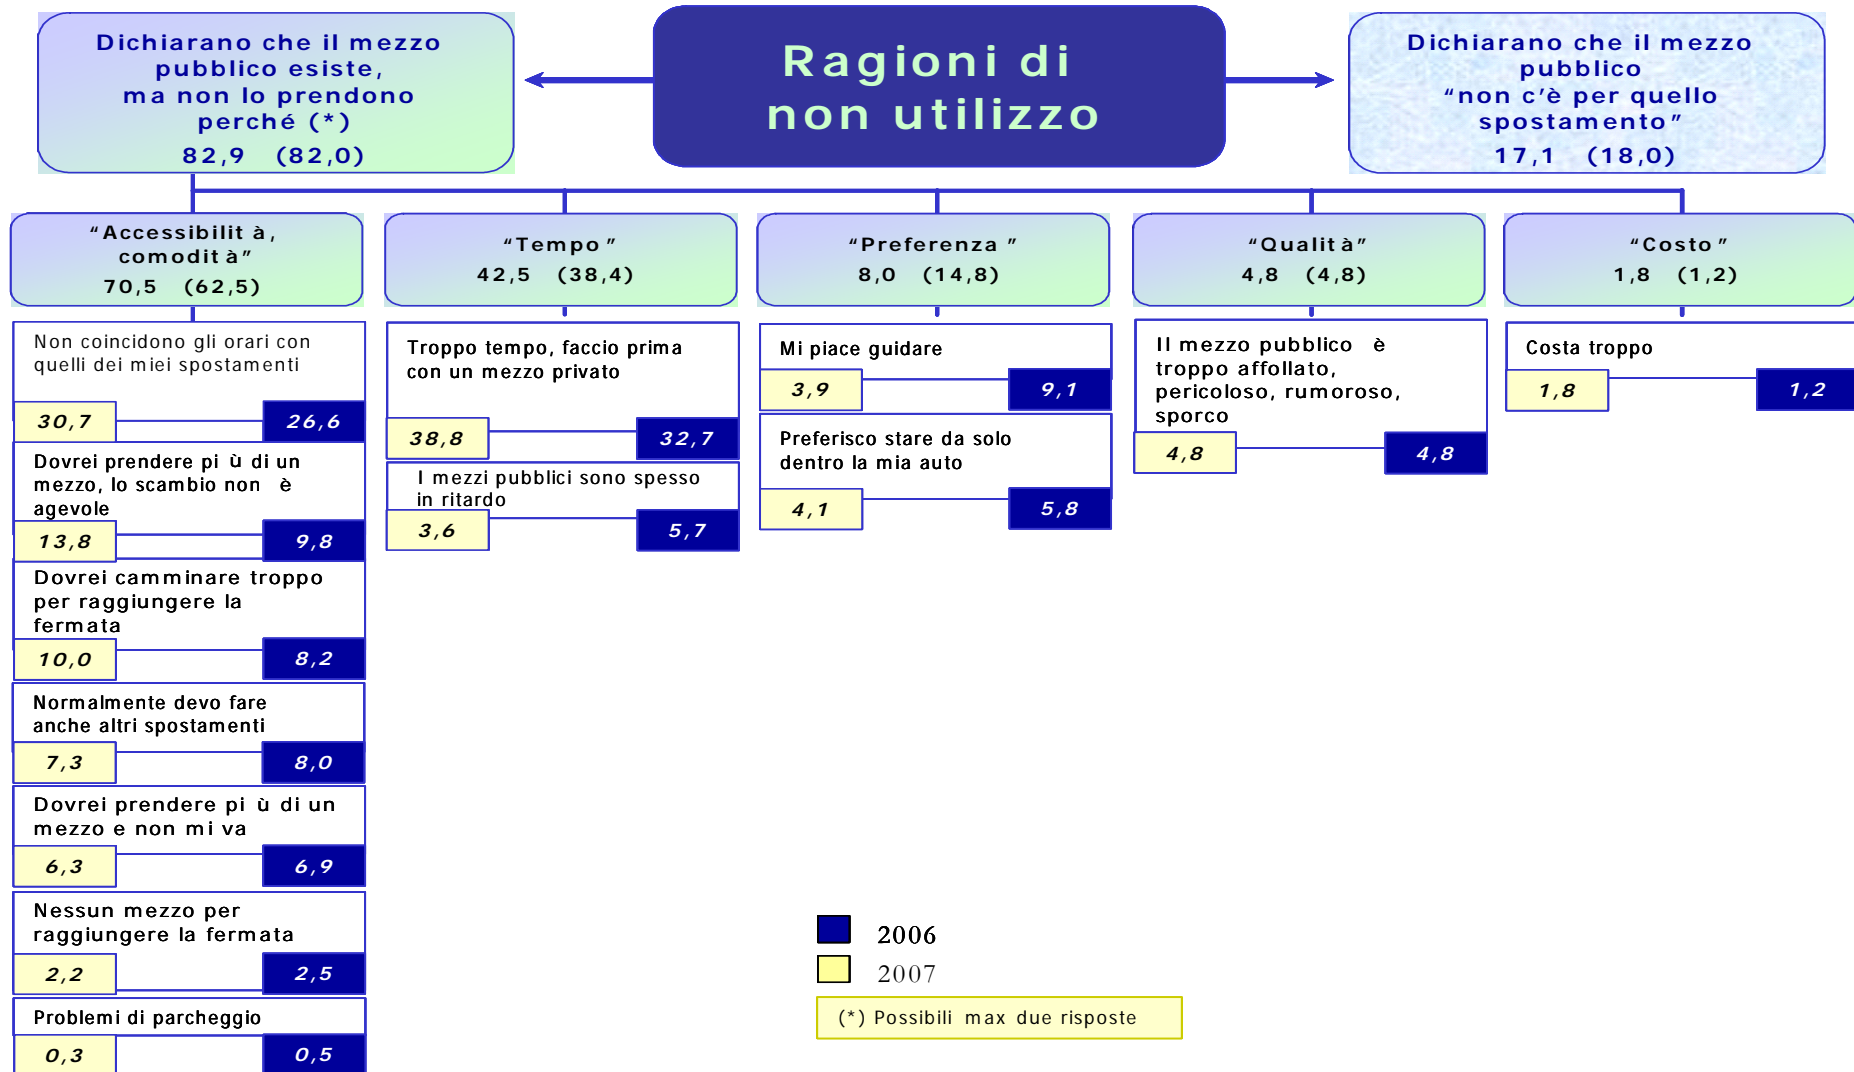 Dichiarano che il mezzo
pubblico esiste,
ma non lo prendono
perché (*)
82,9 (82,0)
Ragioni di
non utilizzo
Dichiarano che il mezzo
pubblico
“non c’è per quello
spostamento”
17,1 (18,0)
“Accessibilità,
comodità”
70,5 (62,5)
“Tempo”
42,5 (38,4)
“Preferenza”
8,0 (14,8)
“Qualità”
4,8 (4,8)
“Costo”
1,8 (1,2)
Non coincidono gli orari con
quelli dei miei spostamenti
30,7 26,6
Dovrei prendere più di un
mezzo, lo scambio non è
agevole
13,8 9,8
Dovrei camminare troppo
per raggiungere la
fermata
10,0 8,2
Normalmente devo fare
anche altri spostamenti
7,3 8,0
Dovrei prendere più di un
mezzo e non mi va
6,3 6,9
Nessun mezzo per
raggiungere la fermata
2,2 2,5
Problemi di parcheggio
0,3 0,5
Troppo tempo, faccio prima
con un mezzo privato
38,8 32,7
I mezzi pubblici sono spesso
in ritardo
3,6 5,7
Mi piace guidare
3,9 9,1
Preferisco stare da solo
dentro la mia auto
4,1 5,8
Il mezzo pubblico è
troppo affollato,
pericoloso, rumoroso,
sporco
4,8 4,8
Costa troppo
1,8 1,2
2006
2007
(*) Possibili max due risposte